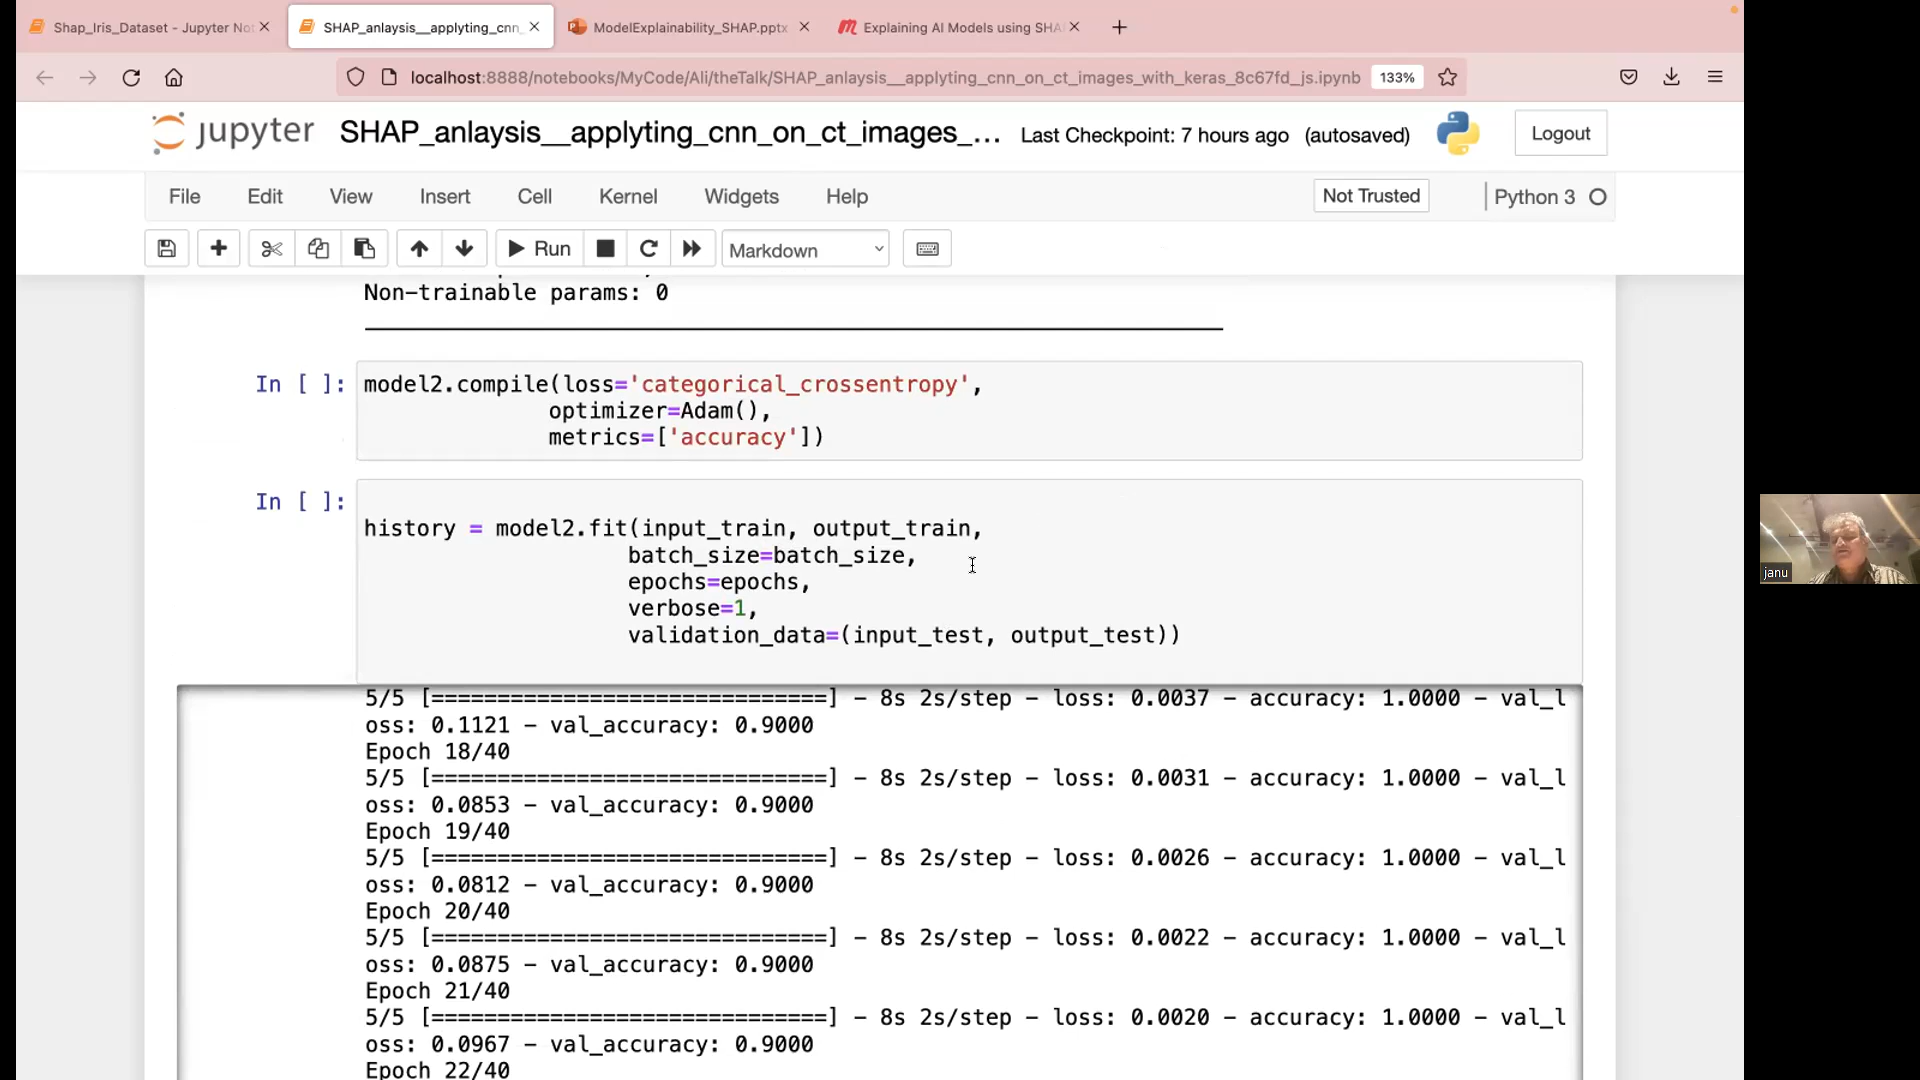 Shap_Iris_Dataset - Jupyter Not
SHAP_anlaysis__applyting_cnn_
ModelExplainability_SHAP.pptx
Explaining AI Models using SHA
localhost:8888/notebooks/MyCode/Ali/theTalk/SHAP_anlaysis__applyting_cnn_on_ct_images_with_keras_8c67fd_js.ipynb
133%
jupyter
SHAP_anlaysis__applyting_cnn_on_ct_images_...
Last Checkpoint: 7 hours ago (autosaved)
Logout
File Edit View Insert Cell Kernel Widgets Help
Not Trusted
Python 3
Run
Markdown
Non-trainable params: 0
In [ ]:
model2.compile(loss='categorical_crossentropy',
optimizer=Adam(),
metrics=['accuracy'])
In [ ]:
history = model2.fit(input_train, output_train,
batch_size=batch_size,
epochs=epochs,
verbose=1,
validation_data=(input_test, output_test))
5/5 [==============================] - 8s 2s/step - loss: 0.0037 - accuracy: 1.0000 - val_l
oss: 0.1121 - val_accuracy: 0.9000
Epoch 18/40
5/5 [==============================] - 8s 2s/step - loss: 0.0031 - accuracy: 1.0000 - val_l
oss: 0.0853 - val_accuracy: 0.9000
Epoch 19/40
5/5 [==============================] - 8s 2s/step - loss: 0.0026 - accuracy: 1.0000 - val_l
oss: 0.0812 - val_accuracy: 0.9000
Epoch 20/40
5/5 [==============================] - 8s 2s/step - loss: 0.0022 - accuracy: 1.0000 - val_l
oss: 0.0875 - val_accuracy: 0.9000
Epoch 21/40
5/5 [==============================] - 8s 2s/step - loss: 0.0020 - accuracy: 1.0000 - val_l
oss: 0.0967 - val_accuracy: 0.9000
Epoch 22/40
janu